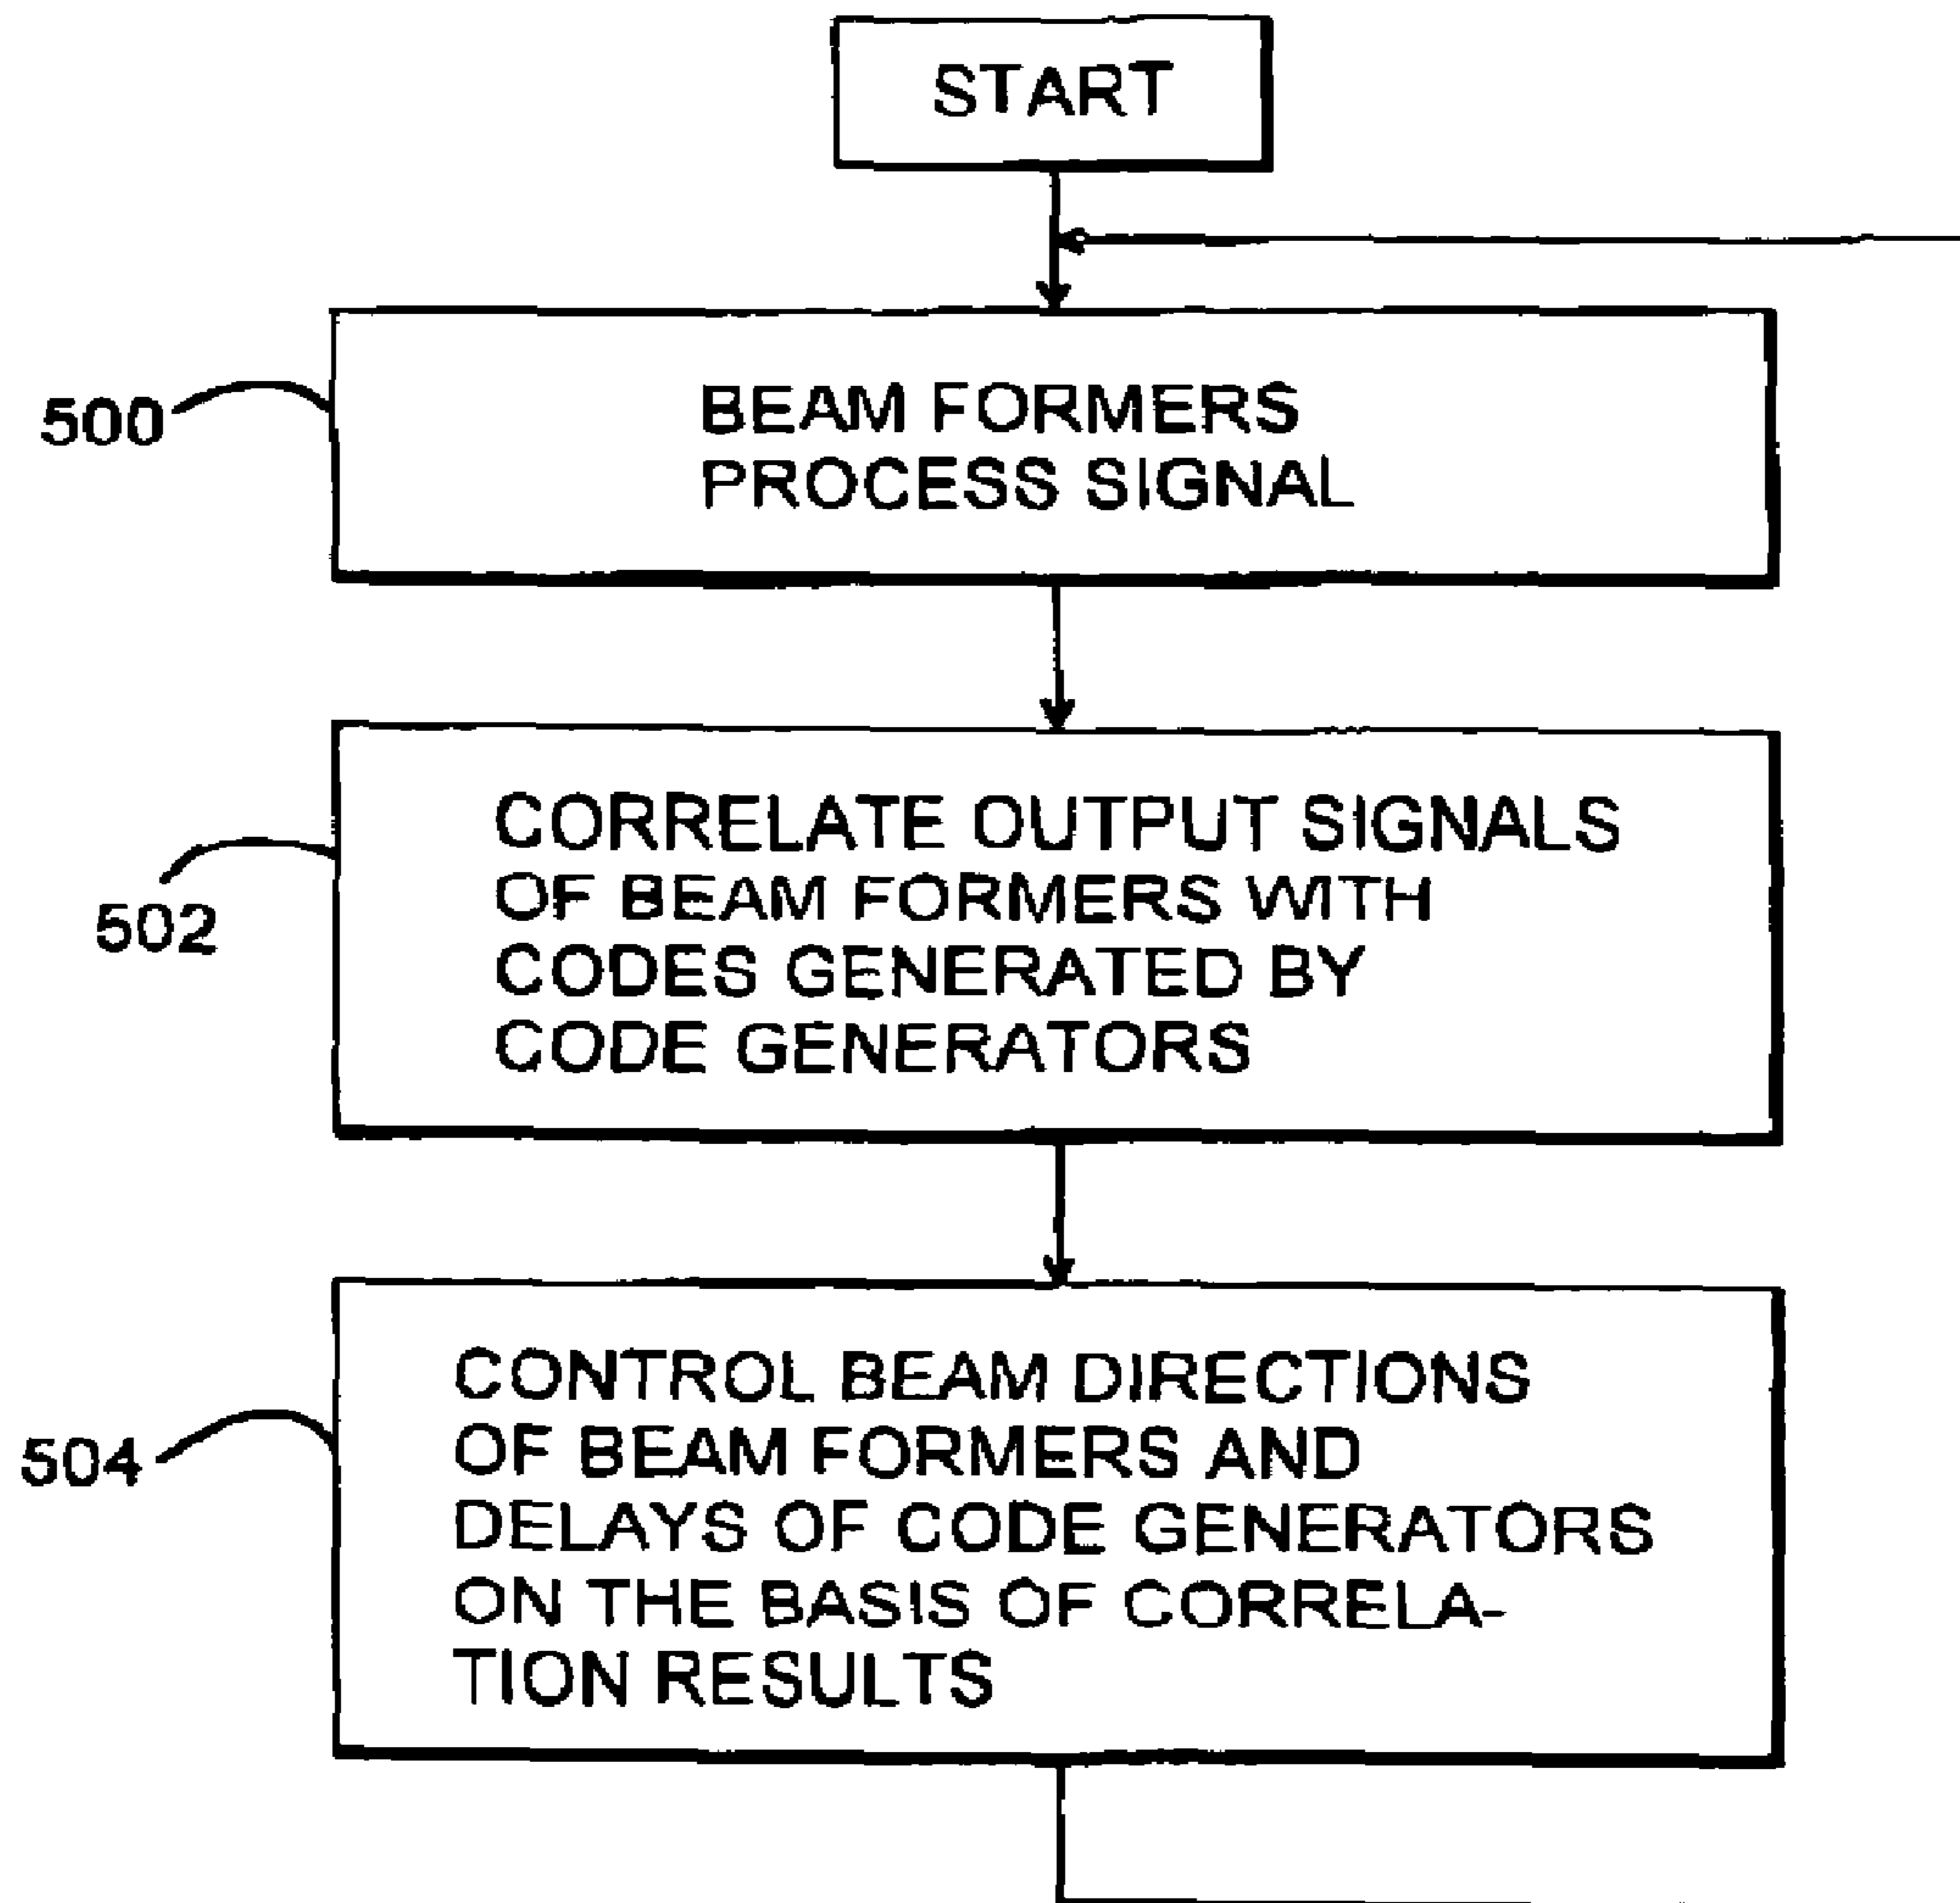 START
500
BEAM FORMERS
PROCESS SIGNAL
502
CORRELATE OUTPUT SIGNALS
OF BEAM FORMERS WITH
CODES GENERATED BY
CODE GENERATORS
504
CONTROL BEAM DIRECTIONS
OF BEAM FORMERS AND
DELAYS OF CODE GENERATORS
ON THE BASIS OF CORRELA-
TION RESULTS